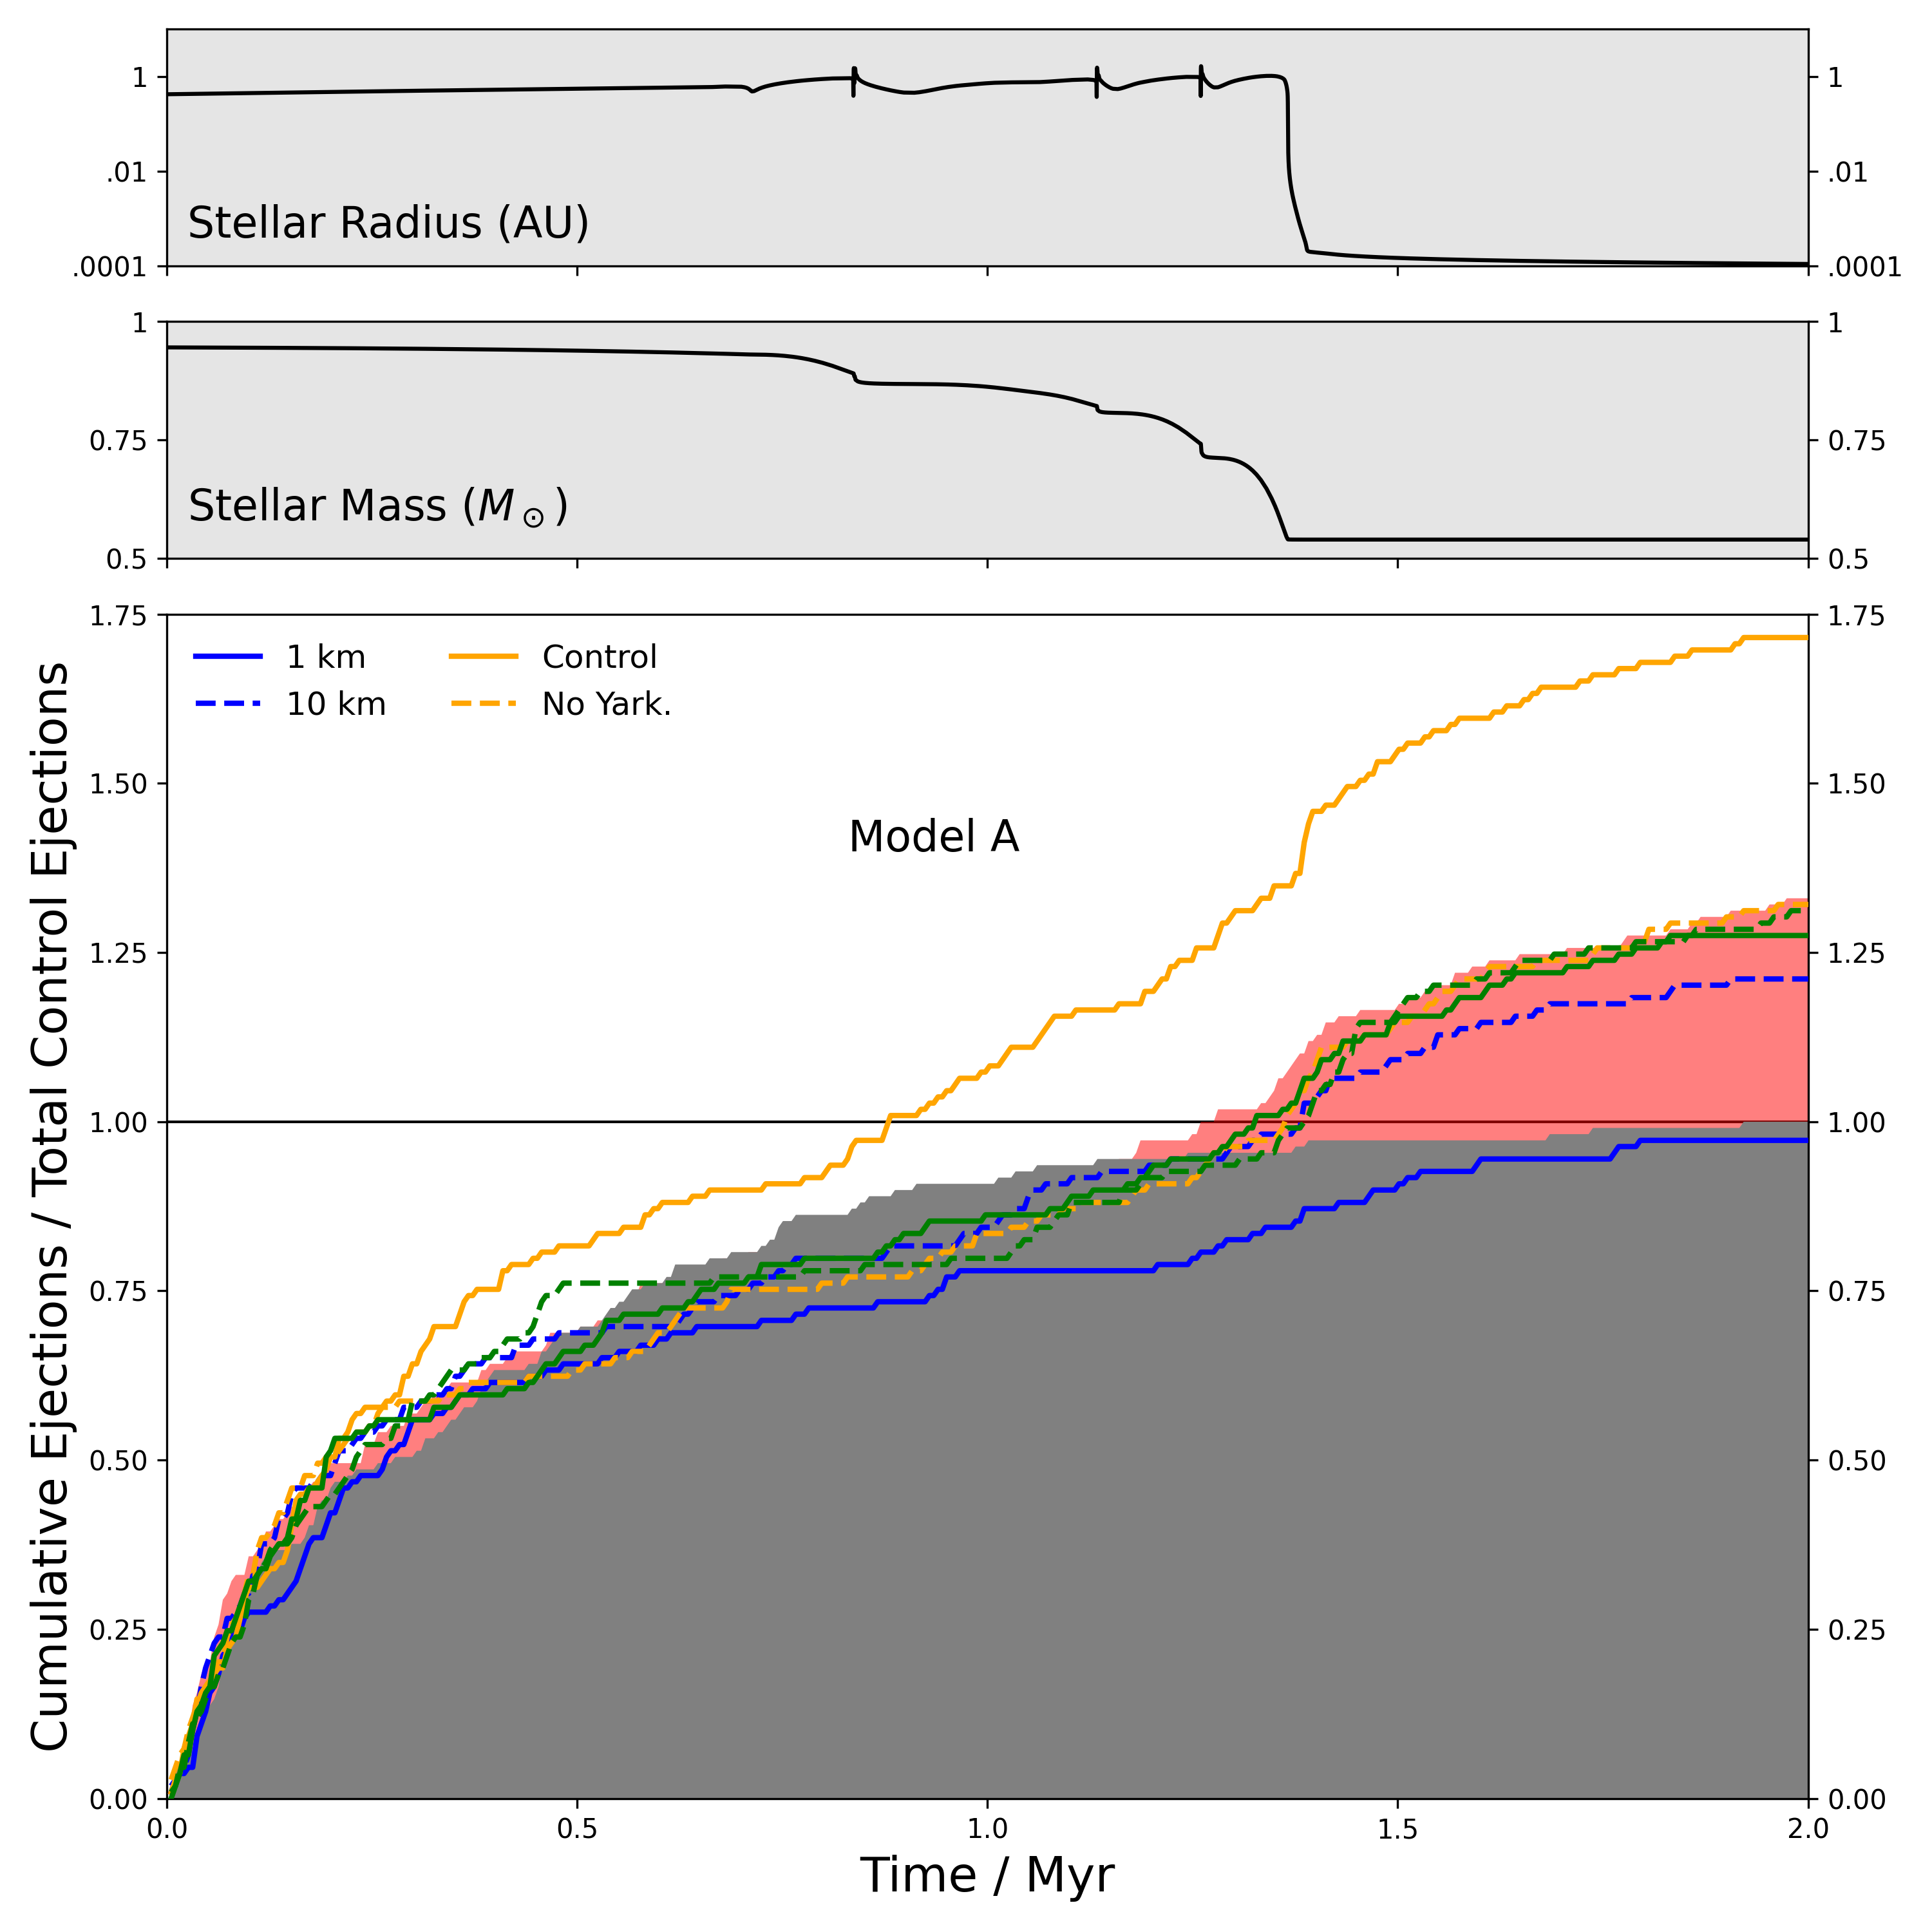 1 1
.01 .01
Stellar Radius (AU)
.0001 .0001
1 1
0.75 0.75
Stellar Mass (M⊙)
0.5 0.5
1.75 1.75
1 km Control
10 km No Yark.
1.50 1.50
Model A
1.25 1.25
1.00 1.00
0.75 0.75
0.50 0.50
0.25 0.25
0.00 0.00
Cumulative Ejections / Total Control Ejections
0.0 0.5 1.0 1.5 2.0
Time / Myr